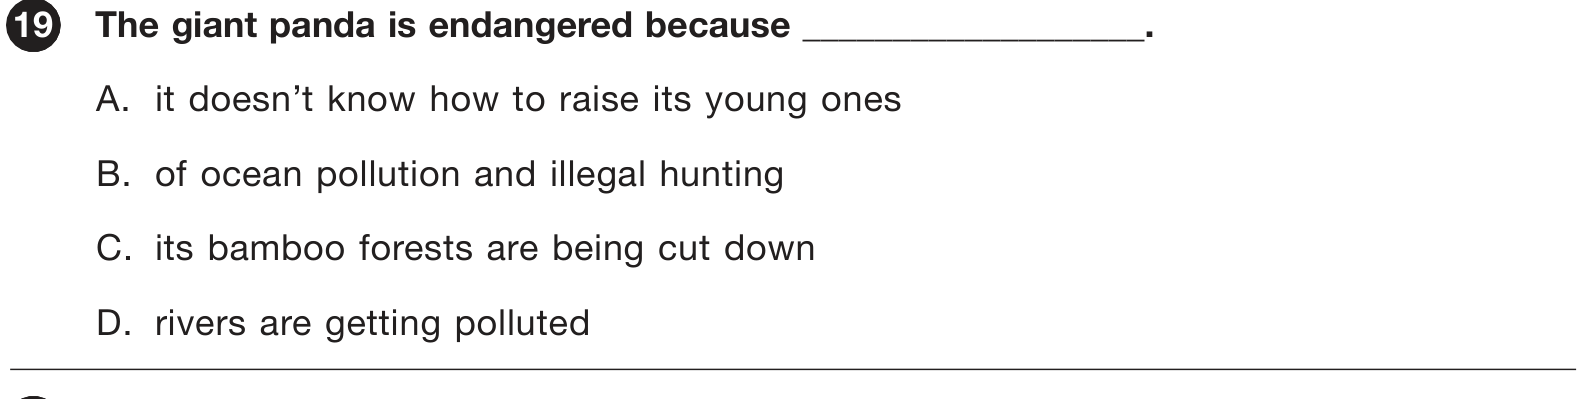 19 The giant panda is endangered because ___________________.
A. it doesn’t know how to raise its young ones
B. of ocean pollution and illegal hunting
C. its bamboo forests are being cut down
D. rivers are getting polluted